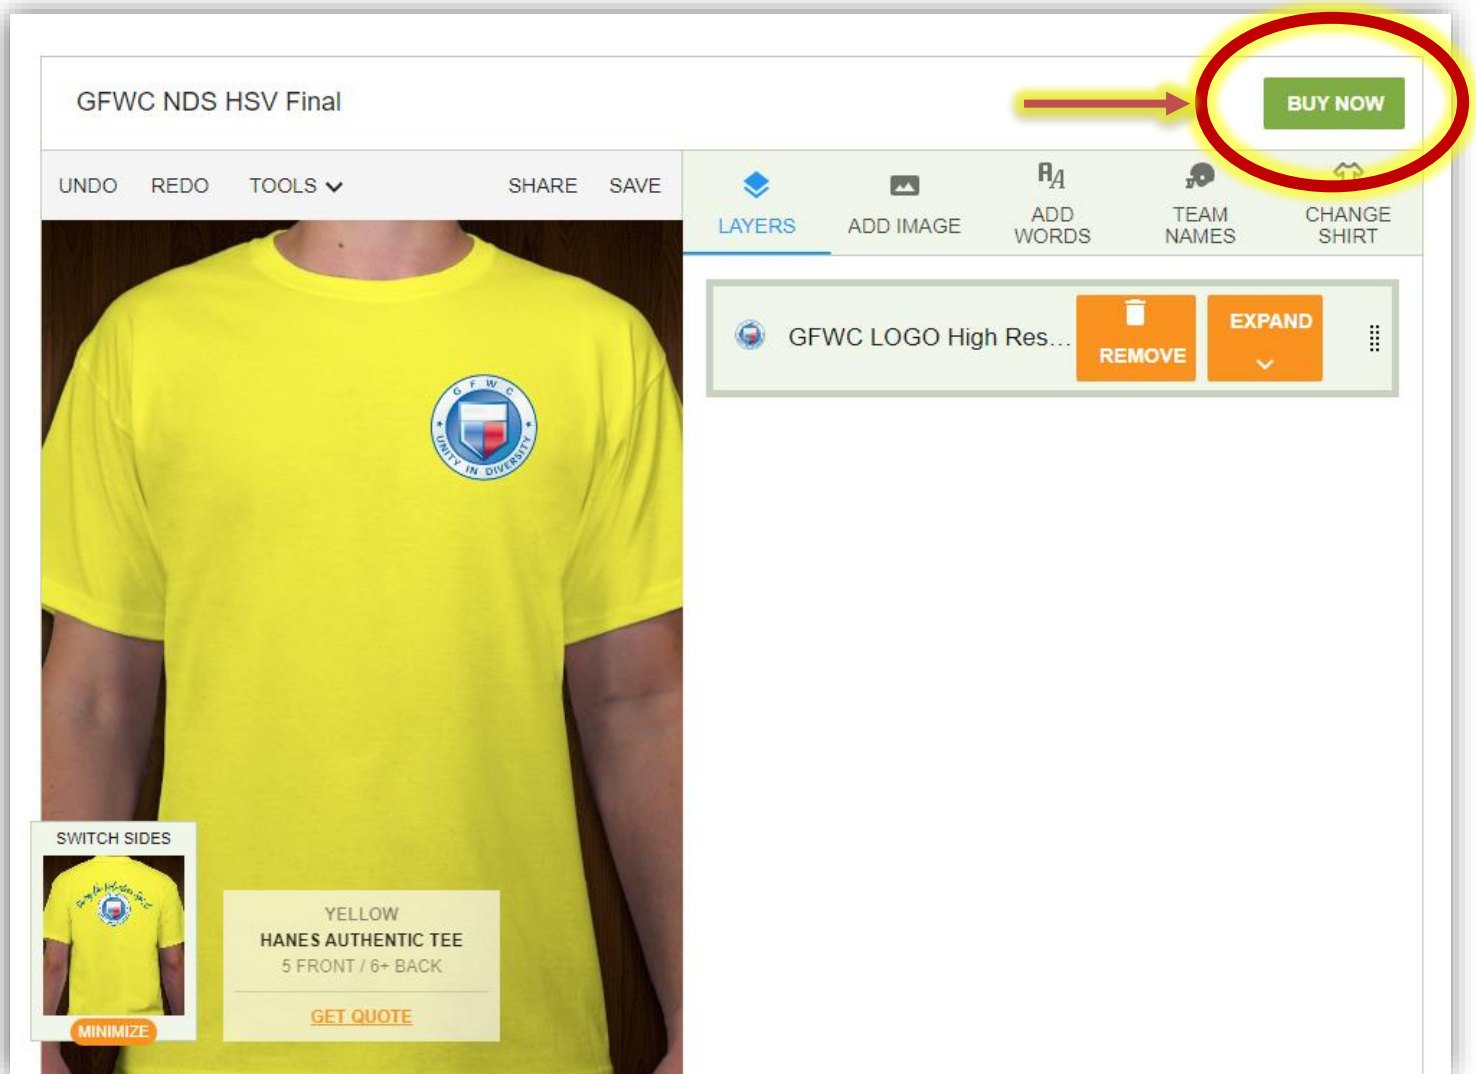 GFWC NDS HSV Final
BUY NOW
UNDO REDO TOOLS SHARE SAVE
LAYERS
ADD IMAGE
ADD
WORDS
TEAM
NAMES
CHANGE
SHIRT
GFWC LOGO High Res...
REMOVE
EXPAND
GFWC
UNITY IN DIVERSITY
SWITCH SIDES
MINIMIZE
YELLOW
HANES AUTHENTIC TEE
5 FRONT / 6+ BACK
GET QUOTE